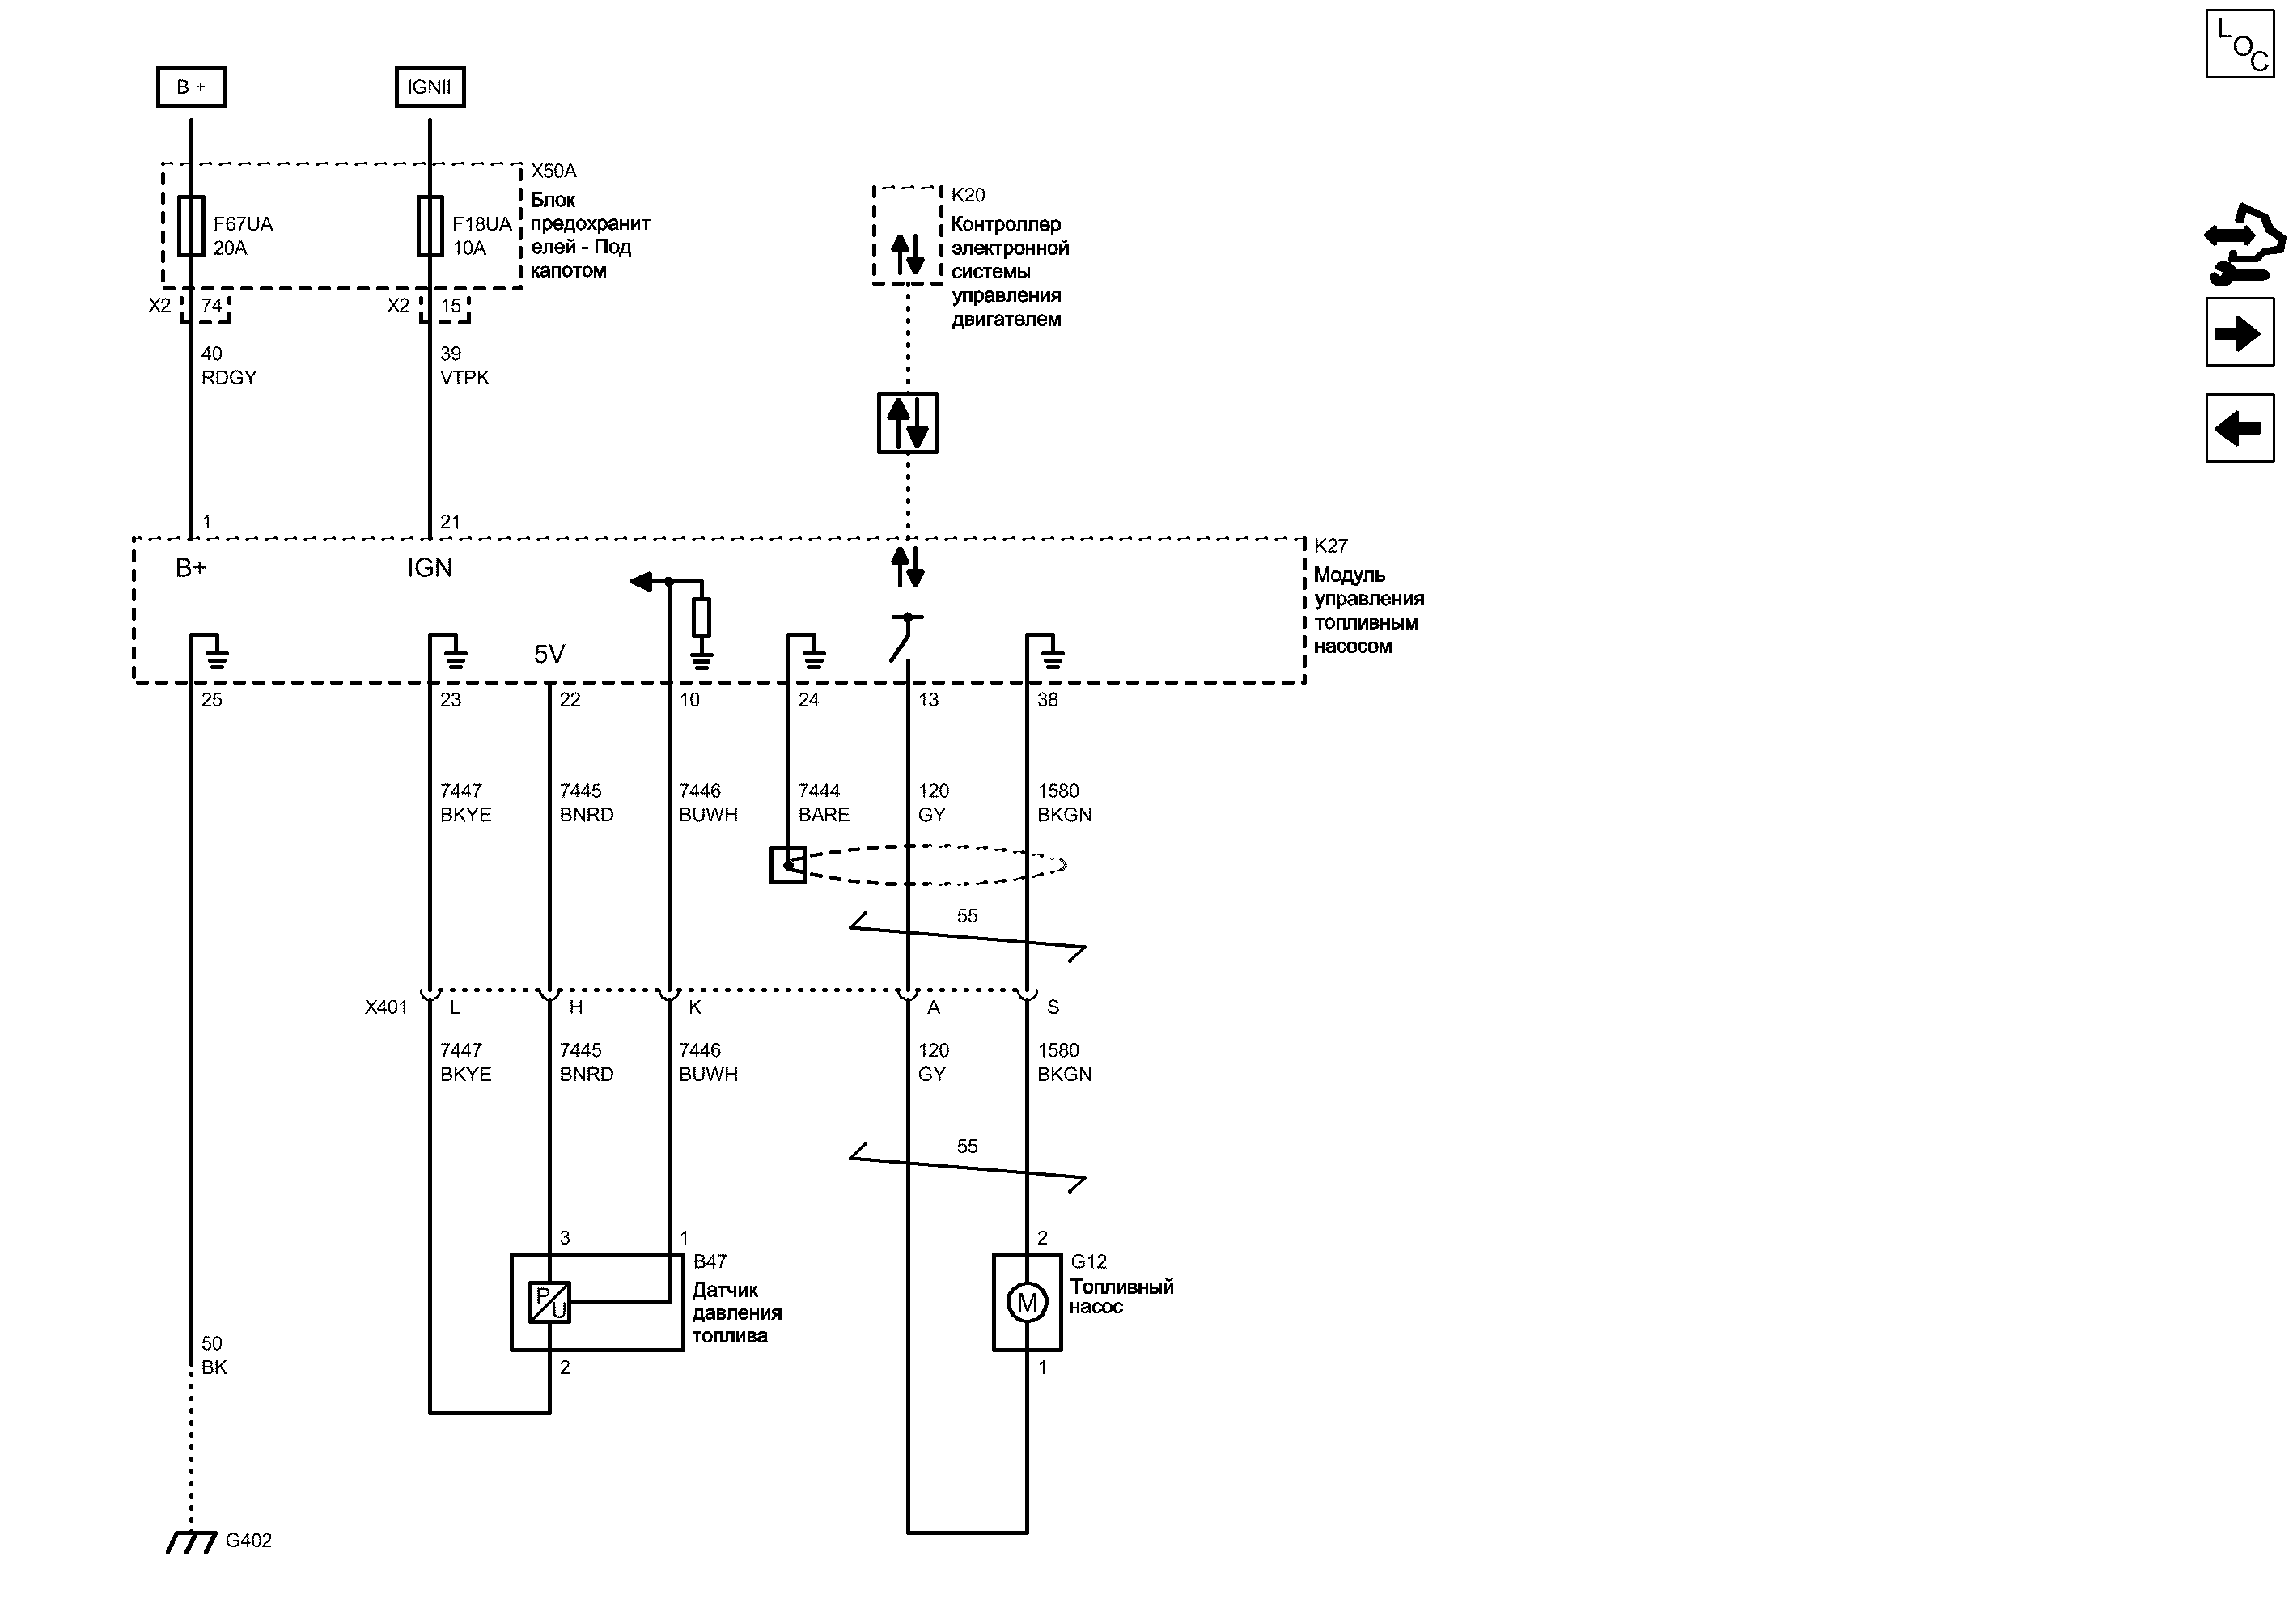 L
O
C
B +
IGNII
X50A
Блок
предохранит
елей - Под
капотом
F67UA
20A
F18UA
10A
K20
Контроллер
электронной
системы
управления
двигателем
X2
74
X2
15
40
RDGY
39
VTPK
1
21
B+
IGN
K27
Модуль
управления
топливным
насосом
5V
25
23
22
10
24
13
38
7447
BKYE
7445
BNRD
7446
BUWH
7444
BARE
120
GY
1580
BKGN
55
X401
L
H
K
A
S
7447
BKYE
7445
BNRD
7446
BUWH
120
GY
1580
BKGN
55
3
1
B47
Датчик
давления
топлива
P
U
2
2
G12
Топливный
насос
M
1
50
BK
G402